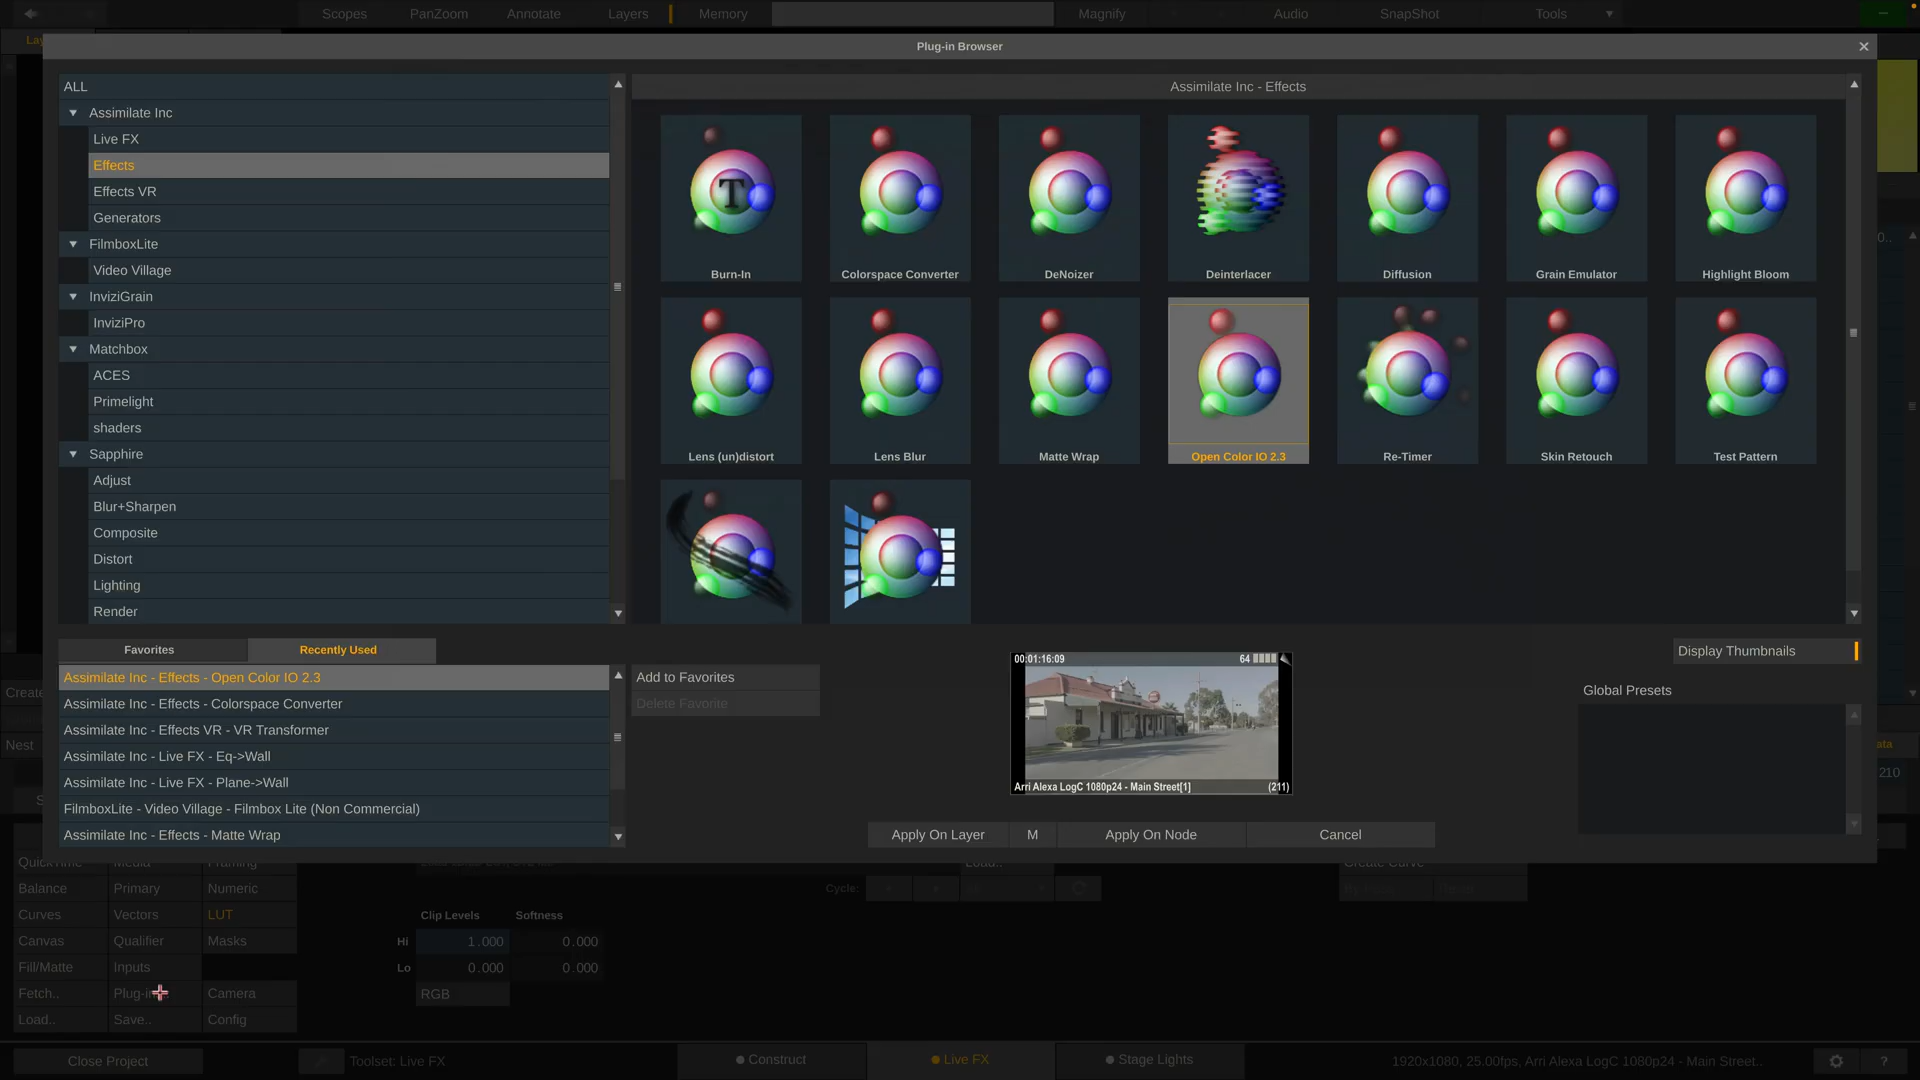 Scopes PanZoom Annotate Layers Memory Magnify Audio SnapShot Tools
Plug-in Browser
ALL
Assimilate Inc
Live FX
Effects
Effects VR
Generators
FilmboxLite
Video Village
InviziGrain
InviziPro
Matchbox
ACES
Primelight
shaders
Sapphire
Adjust
Blur+Sharpen
Composite
Distort
Lighting
Render
Assimilate Inc - Effects
Burn-In Colorspace Converter DeNoizer Deinterlacer Diffusion Grain Emulator Highlight Bloom
T
Lens (un)distort Lens Blur Matte Wrap Open Color IO 2.3 Re-Timer Skin Retouch Test Pattern
Favorites Recently Used
Assimilate Inc - Effects - Open Color IO 2.3
Assimilate Inc - Effects - Colorspace Converter
Assimilate Inc - Effects VR - VR Transformer
Assimilate Inc - Live FX - Eq->Wall
Assimilate Inc - Live FX - Plane->Wall
FilmboxLite - Video Village - Filmbox Lite (Non Commercial)
Assimilate Inc - Effects - Matte Wrap
Add to Favorites
Delete Favorite
00:01:16:09 64
Arri Alexa LogC 1080p24 - Main Street[1] (211)
Display Thumbnails
Global Presets
Apply On Layer M Apply On Node Cancel
Create
Nest
210
QuickTime Media Framing
Balance Primary Numeric
Curves Vectors LUT
Canvas Qualifier Masks
Fill/Matte Inputs
Fetch.. Camera
Load.. Save.. Config
Load..
Cycle:
Create Curve
Clip Levels Softness
Hi 1.000 0.000
Lo 0.000 0.000
RGB
Close Project Toolset: Live FX Construct Live FX Stage Lights 1920x1080, 25.00fps, Arri Alexa LogC 1080p24 - Main Street.. ?